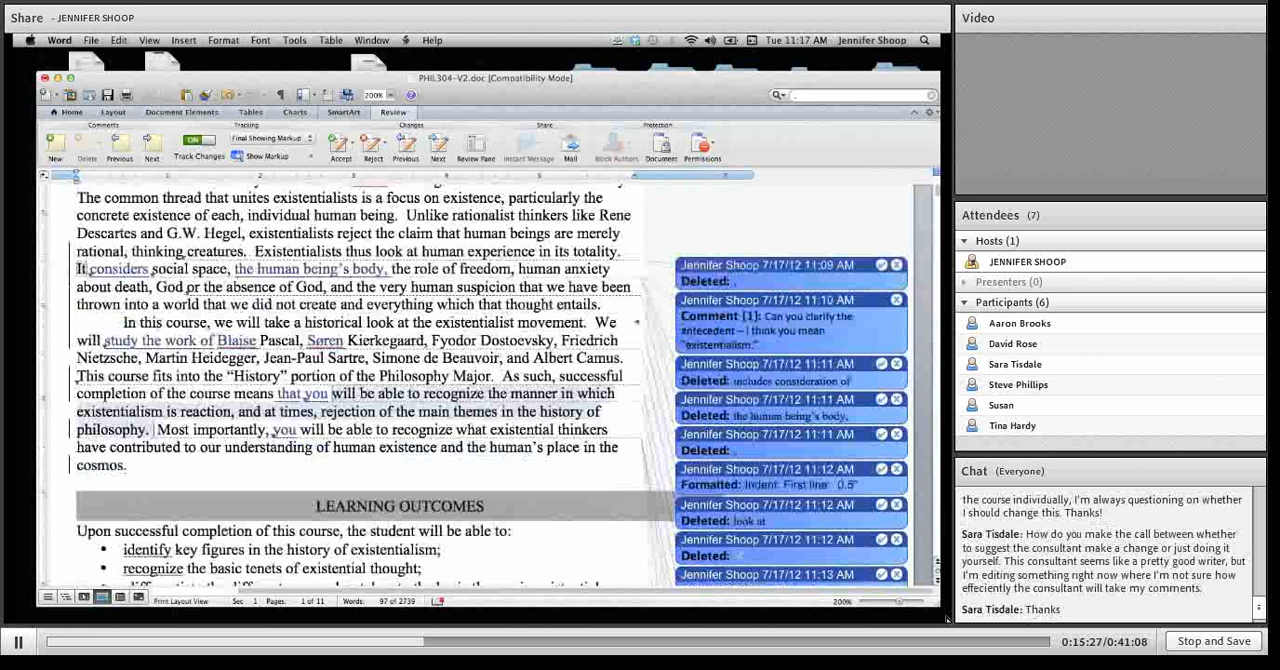 Share - JENNIFER SHOOP
Word File Edit View Insert Format Font Tools Table Window Help
Tue 11:17 AM Jennifer Shoop
PHIL304-V2.doc [Compatibility Mode]
200%
Home Layout Document Elements Tables Charts SmartArt Review
Comments Tracking Changes Share Protection
ON Final Showing Markup
Show Markup
New Delete Previous Next Track Changes Accept Reject Previous Next Review Pane Instant Message Mail Block Authors Document Permissions
The common thread that unites existentialists is a focus on existence, particularly the
concrete existence of each, individual human being. Unlike rationalist thinkers like Rene
Descartes and G.W. Hegel, existentialists reject the claim that human beings are merely
rational, thinking creatures. Existentialists thus look at human experience in its totality.
It considers social space, the human being's body, the role of freedom, human anxiety
about death, God or the absence of God, and the very human suspicion that we have been
thrown into a world that we did not create and everything which that thought entails.
In this course, we will take a historical look at the existentialist movement. We
will study the work of Blaise Pascal, Søren Kierkegaard, Fyodor Dostoevsky, Friedrich
Nietzsche, Martin Heidegger, Jean-Paul Sartre, Simone de Beauvoir, and Albert Camus.
This course fits into the “History” portion of the Philosophy Major. As such, successful
completion of the course means that you will be able to recognize the manner in which
existentialism is reaction, and at times, rejection of the main themes in the history of
philosophy. Most importantly, you will be able to recognize what existential thinkers
have contributed to our understanding of human existence and the human's place in the
cosmos.
LEARNING OUTCOMES
Upon successful completion of this course, the student will be able to:
• identify key figures in the history of existentialism;
• recognize the basic tenets of existential thought;
Jennifer Shoop 7/17/12 11:09 AM
Deleted: ,
Jennifer Shoop 7/17/12 11:10 AM
Comment [1]: Can you clarify the
antecedent – I think you mean
“existentialism.”
Jennifer Shoop 7/17/12 11:11 AM
Deleted: includes consideration of
Jennifer Shoop 7/17/12 11:11 AM
Deleted: the human being's body,
Jennifer Shoop 7/17/12 11:11 AM
Deleted:
Jennifer Shoop 7/17/12 11:12 AM
Formatted: Indent: First line: 0.5"
Jennifer Shoop 7/17/12 11:12 AM
Deleted: look at
Jennifer Shoop 7/17/12 11:12 AM
Deleted:
Jennifer Shoop 7/17/12 11:13 AM
Print Layout View Sec 1 Pages: 1 of 11 Words: 97 of 2739 200%
Video
Attendees (7)
Hosts (1)
JENNIFER SHOOP
Presenters (0)
Participants (6)
Aaron Brooks
David Rose
Sara Tisdale
Steve Phillips
Susan
Tina Hardy
Chat (Everyone)
the course individually, I'm always questioning on whether
I should change this. Thanks!
Sara Tisdale: How do you make the call between whether
to suggest the consultant make a change or just doing it
yourself. This consultant seems like a pretty good writer, but
I'm editing something right now where I'm not sure how
effeciently the consultant will take my comments.
Sara Tisdale: Thanks
0:15:27/0:41:08 Stop and Save